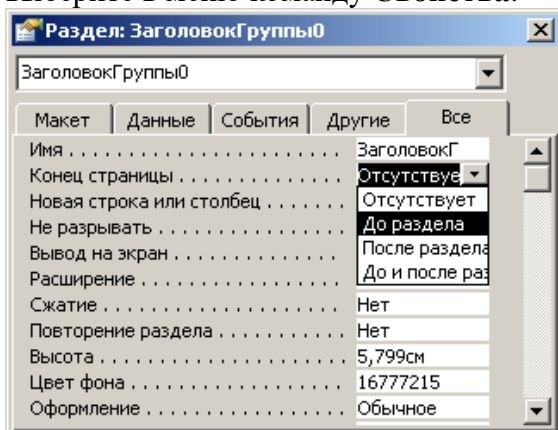 Раздел: ЗаголовокГруппы0
ЗаголовокГруппы0
Макет Данные События Другие Все
Имя . . . . . . . . . . . . . . . . . . . . . . . ЗаголовокГ
Конец страницы . . . . . . . . . . . . . Отсутствуе
Новая строка или столбец . . . . . . . Отсутствует
Не разрывать . . . . . . . . . . . . . . . До раздела
Вывод на экран . . . . . . . . . . . . . . После раздела
Расширение . . . . . . . . . . . . . . . . . До и после раз
Сжатие . . . . . . . . . . . . . . . . . . . . Нет
Повторение раздела . . . . . . . . . . . Нет
Высота . . . . . . . . . . . . . . . . . . . . 5,799см
Цвет фона . . . . . . . . . . . . . . . . . . 16777215
Оформление . . . . . . . . . . . . . . . . Обычное